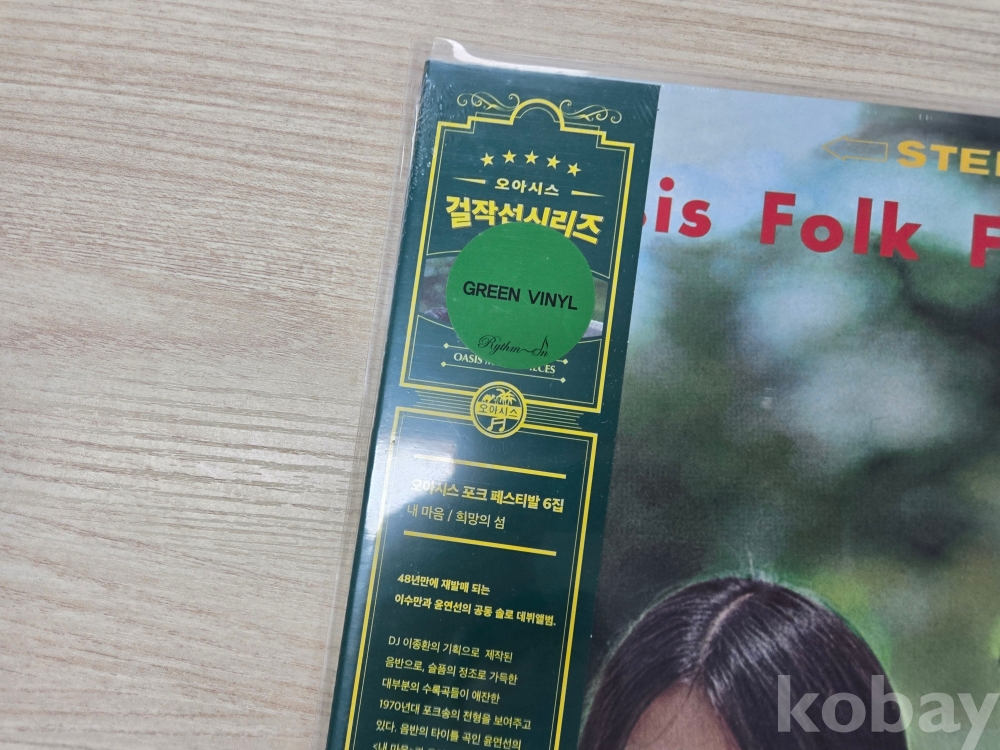 오아시스
걸작선시리즈
GREEN VINYL
Rythm-On
OASIS
오아시스
오아시스 포크 페스티발 6집
내 마음 / 희망의 섬
48년만에 재발매 되는
이수만과 윤연선의 공동 솔로 데뷔앨범.
DJ 이종환의 기획으로 제작된
음반으로, 슬픔의 정조로 가득한
대부분의 수록곡들이 애잔한
1970년대 포크송의 전형을 보여주고
있다. 음반의 타이틀 곡인 윤연선의
<내 마음>
STE
is Folk F
kobay